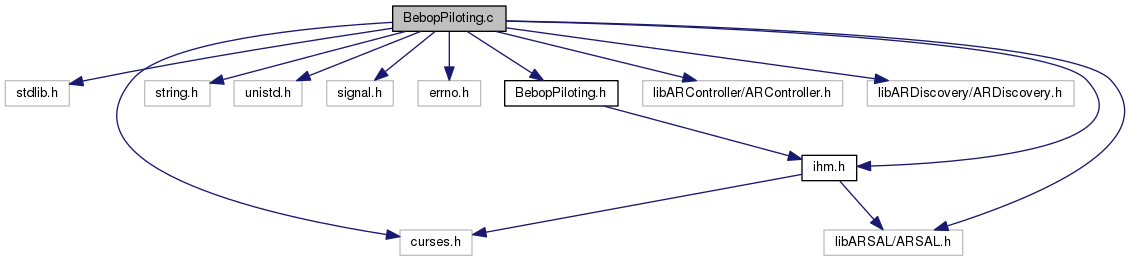 BebopPiloting.c
stdlib.h
string.h
unistd.h
signal.h
errno.h
BebopPiloting.h
libARController/ARController.h
libARDiscovery/ARDiscovery.h
ihm.h
curses.h
libARSAL/ARSAL.h